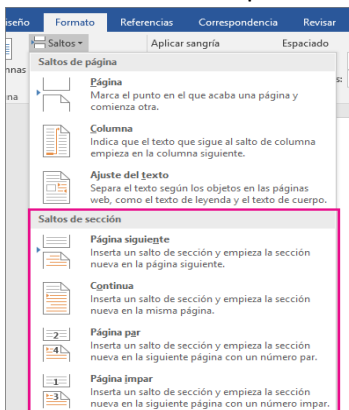 iseño Formato Referencias Correspondencia Revisar
Saltos Aplicar sangría Espaciado
Saltos de página
nnas
s:
na
Página
Marca el punto en el que acaba una página y
comienza otra.
Columna
Indica que el texto que sigue al salto de columna
empieza en la columna siguiente.
Ajuste del texto
Separa el texto según los objetos en las páginas
web, como el texto de leyenda y el texto de cuerpo.
Saltos de sección
Página siguiente
Inserta un salto de sección y empieza la sección
nueva en la página siguiente.
Continua
Inserta un salto de sección y empieza la sección
nueva en la misma página.
2
4
Página par
Inserta un salto de sección y empieza la sección
nueva en la siguiente página con un número par.
1
3
Página impar
Inserta un salto de sección y empieza la sección
nueva en la siguiente página con un número impar.